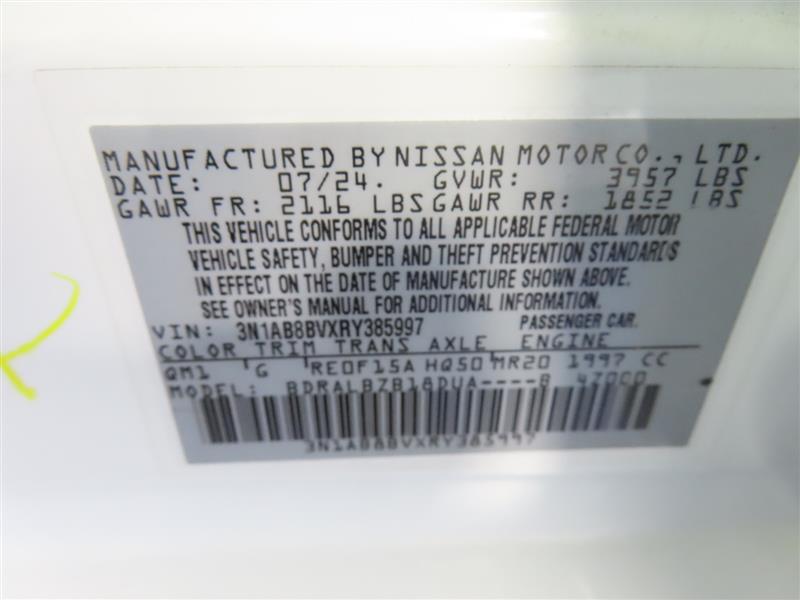 MANUFACTURED BY NISSAN MOTOR CO., LTD.
DATE: 07/24. GVWR: 3957 LBS
GAWR FR: 2116 LBS GAWR RR: 1852 LBS
THIS VEHICLE CONFORMS TO ALL APPLICABLE FEDERAL MOTOR
VEHICLE SAFETY, BUMPER AND THEFT PREVENTION STANDARDS
IN EFFECT ON THE DATE OF MANUFACTURE SHOWN ABOVE.
SEE OWNER'S MANUAL FOR ADDITIONAL INFORMATION.
VIN: 3N1AB8BVXRY385997 PASSENGER CAR.
COLOR TRIM TRANS AXLE ENGINE
QM1 G RE0F15A HQ50 MR20 1997 CC
MODEL: BDRALBZB18DUA----B 4Z0C0
3N1AB8BVXRY385997